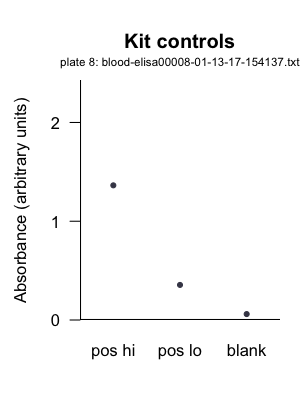 Kit controls
plate 8: blood-elisa00008-01-13-17-154137.txt
Absorbance (arbitrary units)
2
1
0
pos hi pos lo blank